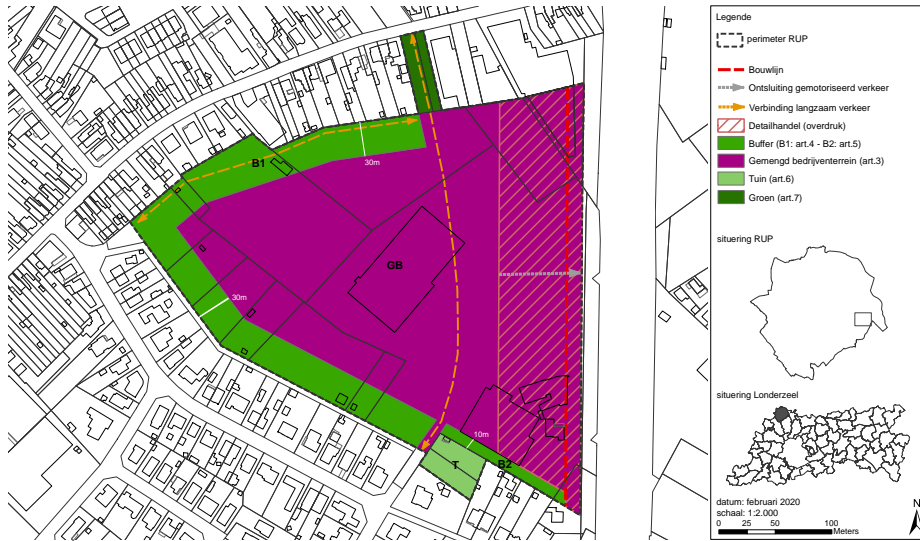 B1
30m
GB
30m
10m
B2
T
Legende
perimeter RUP
Bouwlijn
Ontsluiting gemotoriseerd verkeer
Verbinding langzaam verkeer
Detailhandel (overdruk)
Buffer (B1: art.4 - B2: art.5)
Gemengd bedrijventerrein (art.3)
Tuin (art.6)
Groen (art.7)
situering RUP
situering Londerzeel
datum: februari 2020
schaal: 1:2.000
0 25 50 100
Meters
N